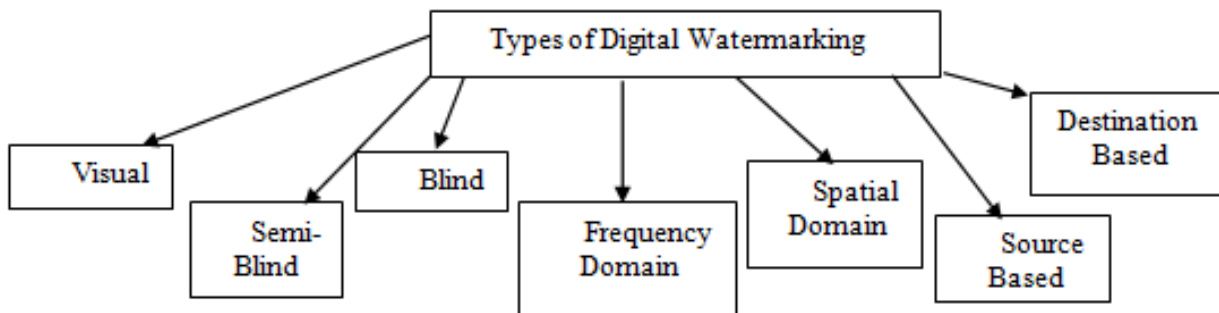 Types of Digital Watermarking
Visual
Semi-
Blind
Blind
Frequency
Domain
Spatial
Domain
Source
Based
Destination
Based